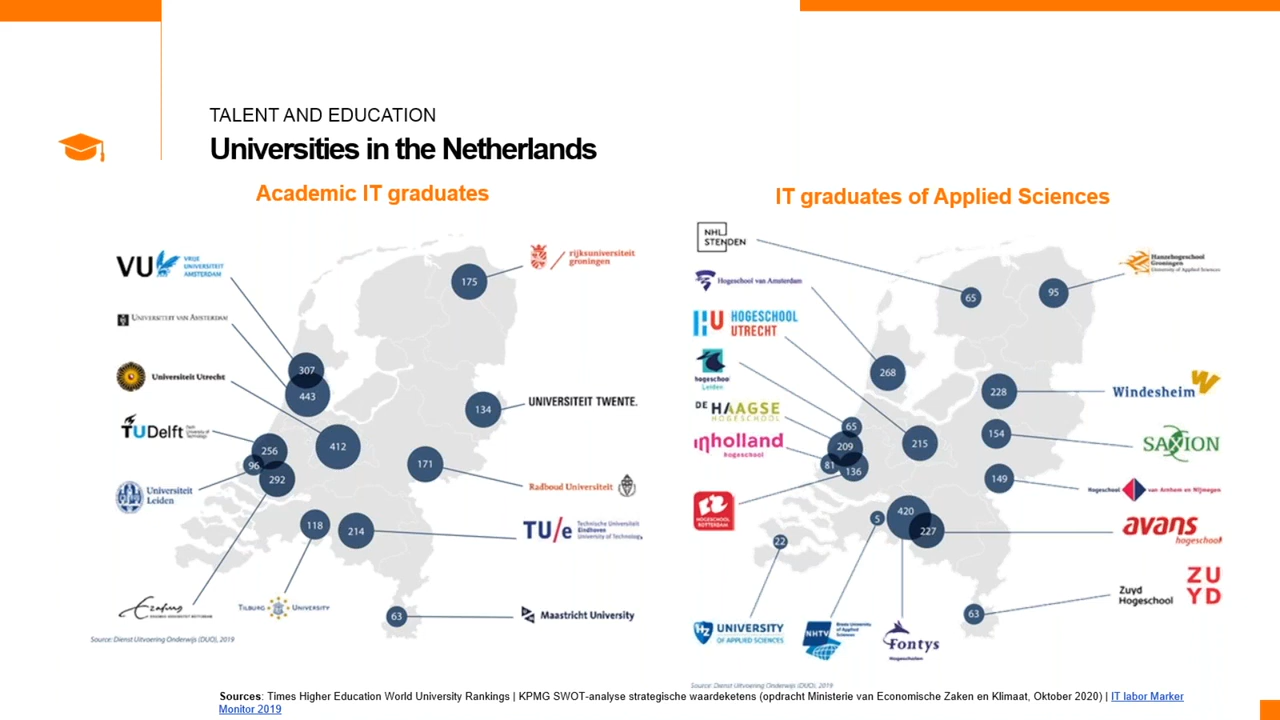 TALENT AND EDUCATION
Universities in the Netherlands
Academic IT graduates
VU VRIJE
UNIVERSITEIT
AMSTERDAM
rijksuniversiteit
groningen
175
UNIVERSITEIT VAN AMSTERDAM
307
Universiteit Utrecht
443
134
UNIVERSITEIT TWENTE.
TUDelft
256
412
96
171
292
Universiteit
Leiden
Radboud Universiteit
118
214
TU/e Technische Universiteit
Eindhoven
University of Technology
Erasmus
TILBURG UNIVERSITY
63
Maastricht University
Source: Dienst Uitvoering Onderwijs (DUO), 2019
IT graduates of Applied Sciences
NHL
STENDEN
Hanzehogeschool
Groningen
University of Applied Sciences
Hogeschool van Amsterdam
65
95
HU HOGESCHOOL
UTRECHT
hogeschool
Leiden
268
228
Windesheim
DE HAAGSE
HOGESCHOOL
65
154
SAXION
inholland
hogeschool
209
215
81
136
149
Hogeschool van Arnhem en Nijmegen
HOGESCHOOL
ROTTERDAM
420
5
227
avans
hogeschool
22
Zuyd
Hogeschool
ZU
YD
63
HZ UNIVERSITY
OF APPLIED SCIENCES
NHTV
Fontys
Hogescholen
Source: Dienst Uitvoering Onderwijs (DUO), 2019
Sources: Times Higher Education World University Rankings | KPMG SWOT-analyse strategische waardeketens (opdracht Ministerie van Economische Zaken en Klimaat, Oktober 2020) | IT labor Marker
Monitor 2019